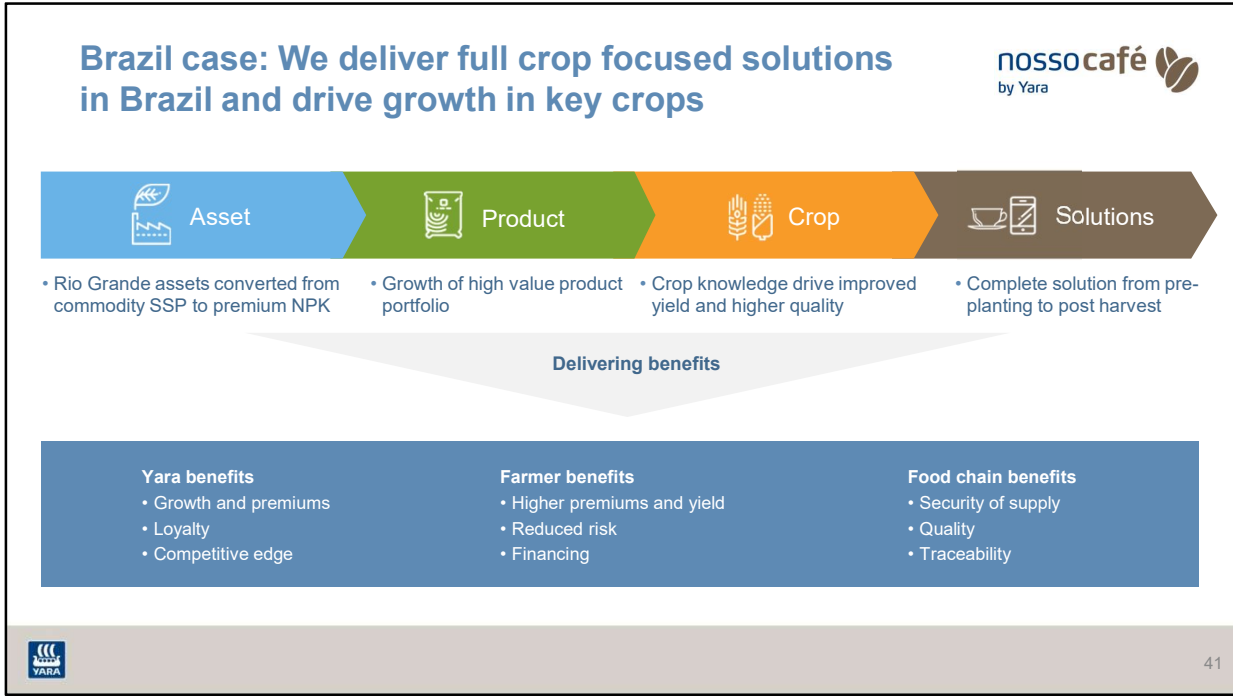 Brazil case: We deliver full crop focused solutions
in Brazil and drive growth in key crops
nossocafé
by Yara
Asset
Product
Crop
Solutions
• Rio Grande assets converted from
commodity SSP to premium NPK
• Growth of high value product
portfolio
• Crop knowledge drive improved
yield and higher quality
• Complete solution from pre-
planting to post harvest
Delivering benefits
Yara benefits
• Growth and premiums
• Loyalty
• Competitive edge
Farmer benefits
• Higher premiums and yield
• Reduced risk
• Financing
Food chain benefits
• Security of supply
• Quality
• Traceability
YARA
41